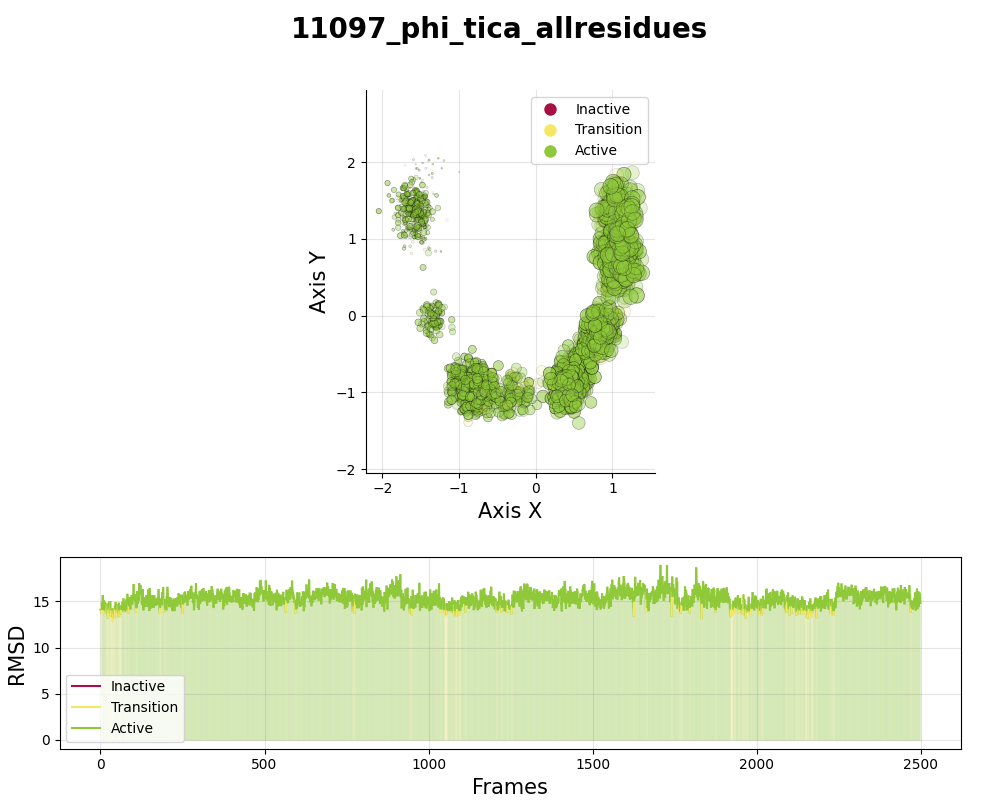 11097_phi_tica_allresidues
Inactive
Transition
Active
2
1
0
−1
−2
Axis Y
−2
−1
0
1
Axis X
15
10
5
0
RMSD
Inactive
Transition
Active
0
500
1000
1500
2000
2500
Frames